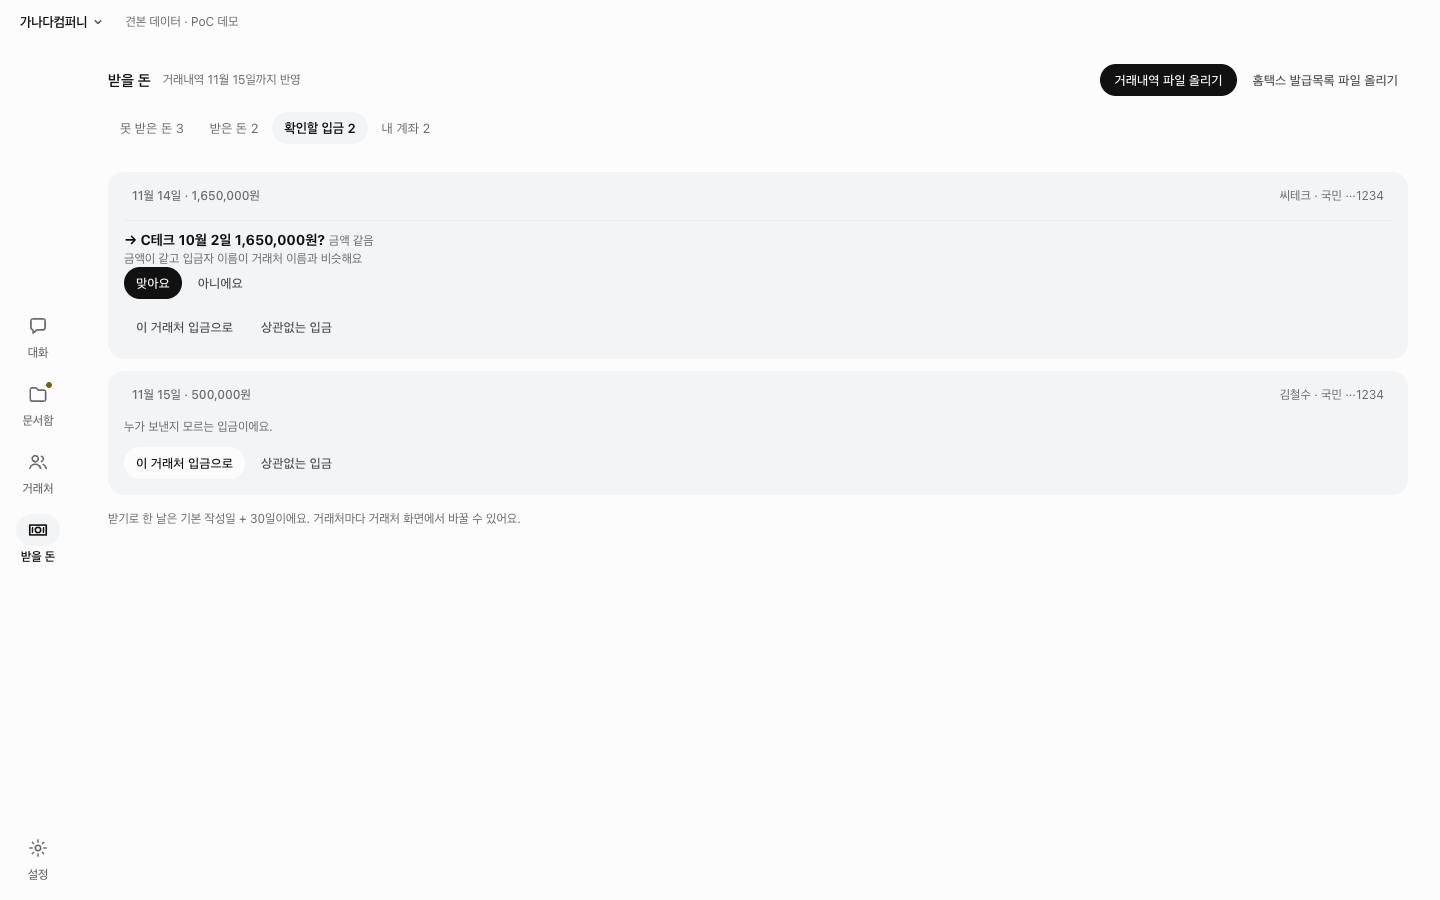 가나다컴퍼니 견본 데이터 · PoC 데모
받을 돈 거래내역 11월 15일까지 반영 거래내역 파일 올리기 홈택스 발급목록 파일 올리기
못 받은 돈 3 받은 돈 2 확인할 입금 2 내 계좌 2
11월 14일 · 1,650,000원 씨테크 · 국민 ···1234
→ C테크 10월 2일 1,650,000원? 금액 같음
금액이 같고 입금자 이름이 거래처 이름과 비슷해요
맞아요 아니에요
이 거래처 입금으로 상관없는 입금
11월 15일 · 500,000원 김철수 · 국민 ···1234
누가 보낸지 모르는 입금이에요.
이 거래처 입금으로 상관없는 입금
받기로 한 날은 기본 작성일 + 30일이에요. 거래처마다 거래처 화면에서 바꿀 수 있어요.
대화
문서함
거래처
받을 돈
설정